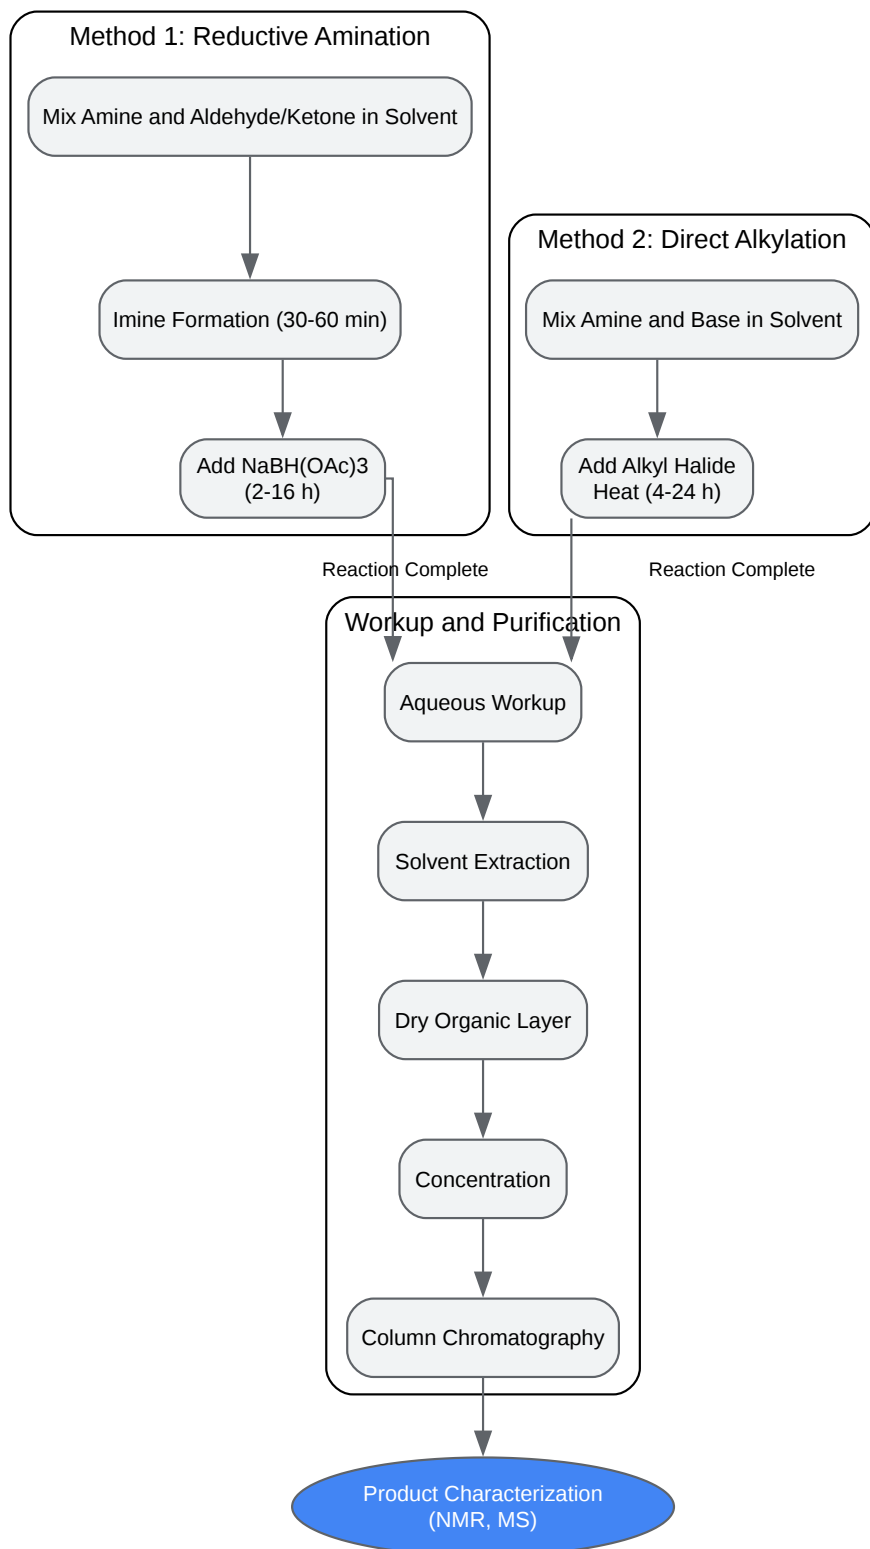 Method 1: Reductive Amination
Mix Amine and Aldehyde/Ketone in Solvent
Imine Formation (30-60 min)
Add NaBH(OAc)3
(2-16 h)
Method 2: Direct Alkylation
Mix Amine and Base in Solvent
Add Alkyl Halide
Heat (4-24 h)
Reaction Complete
Reaction Complete
Workup and Purification
Aqueous Workup
Solvent Extraction
Dry Organic Layer
Concentration
Column Chromatography
Product Characterization
(NMR, MS)